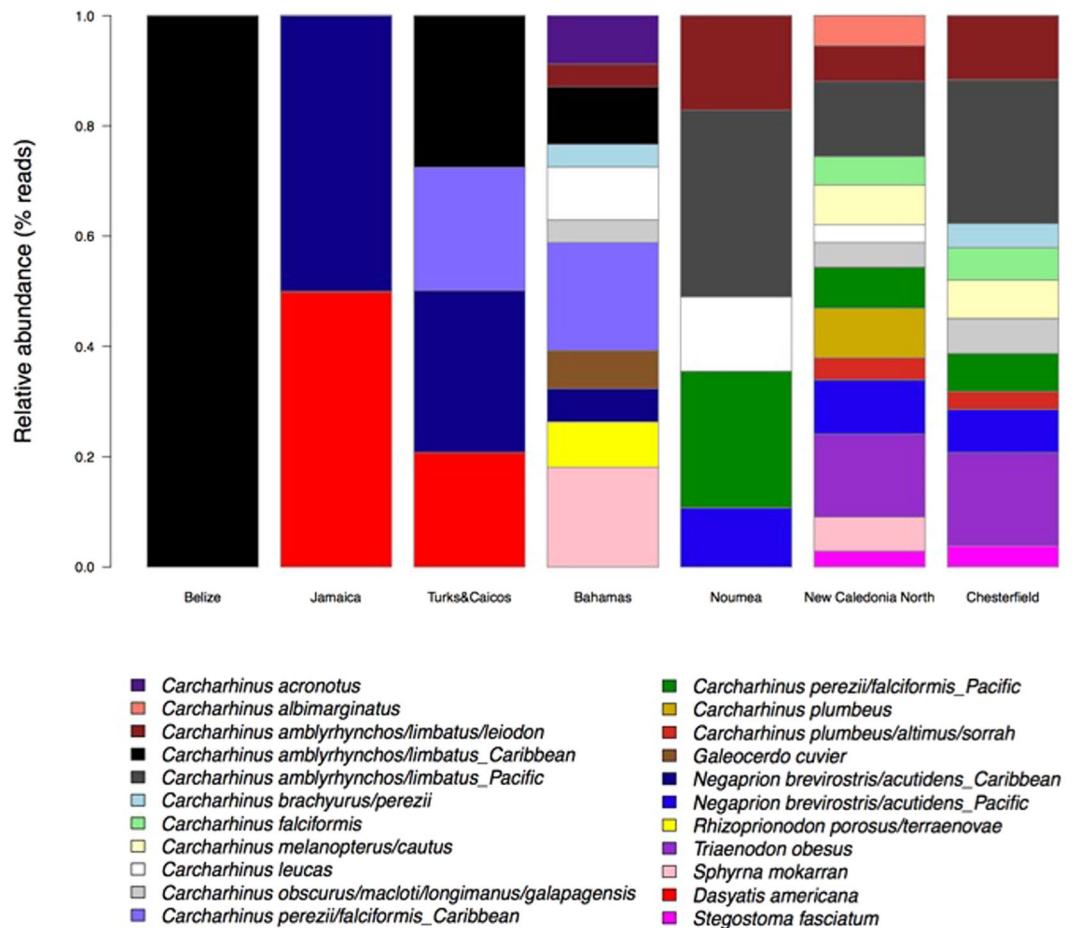 Relative abundance (% reads)
1.0
0.8
0.6
0.4
0.2
0.0
Belize
Jamaica
Turks&Caicos
Bahamas
Noumea
New Caledonia North
Chesterfield
Carcharhinus acronotus
Carcharhinus albimarginatus
Carcharhinus amblyrhynchos/limbatus/leiodon
Carcharhinus amblyrhynchos/limbatus_Caribbean
Carcharhinus amblyrhynchos/limbatus_Pacific
Carcharhinus brachyurus/perezii
Carcharhinus falciformis
Carcharhinus melanopterus/cautus
Carcharhinus leucas
Carcharhinus obscurus/macloti/longimanus/galapagensis
Carcharhinus perezii/falciformis_Caribbean
Carcharhinus perezii/falciformis_Pacific
Carcharhinus plumbeus
Carcharhinus plumbeus/altimus/sorrah
Galeocerdo cuvier
Negaprion brevirostris/acutidens_Caribbean
Negaprion brevirostris/acutidens_Pacific
Rhizoprionodon porosus/terraenovae
Triaenodon obesus
Sphyrna mokarran
Dasyatis americana
Stegostoma fasciatum